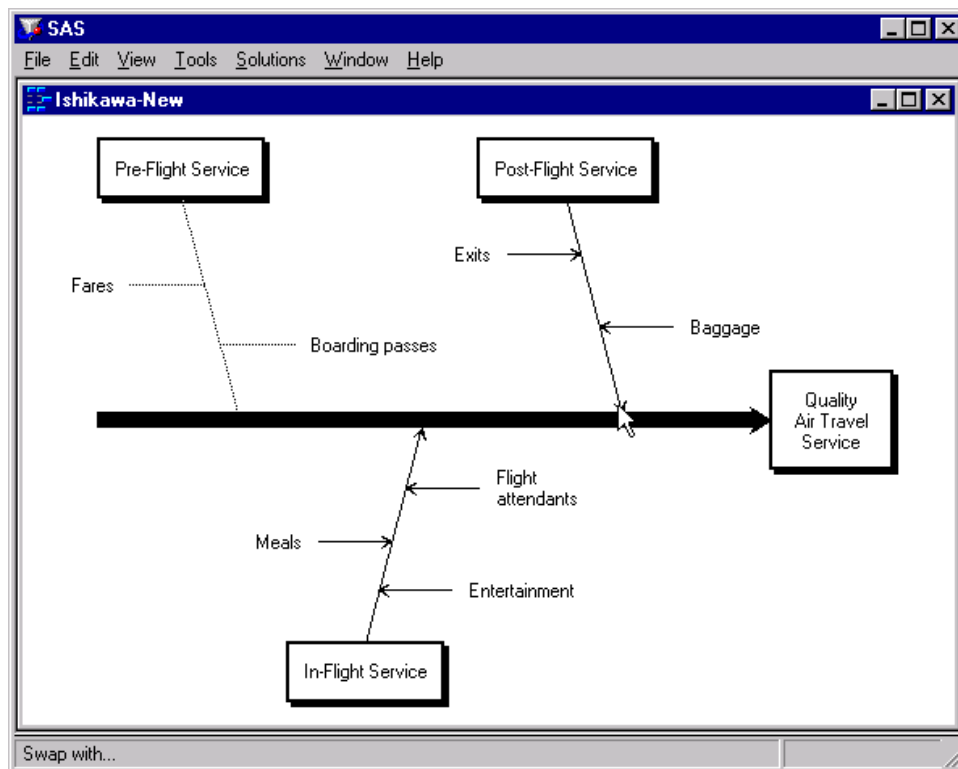 SAS
File Edit View Tools Solutions Window Help
Ishikawa-New
Pre-Flight Service
Post-Flight Service
Exits
Fares
Baggage
Boarding passes
Quality
Air Travel
Service
Flight
attendants
Meals
Entertainment
In-Flight Service
Swap with...